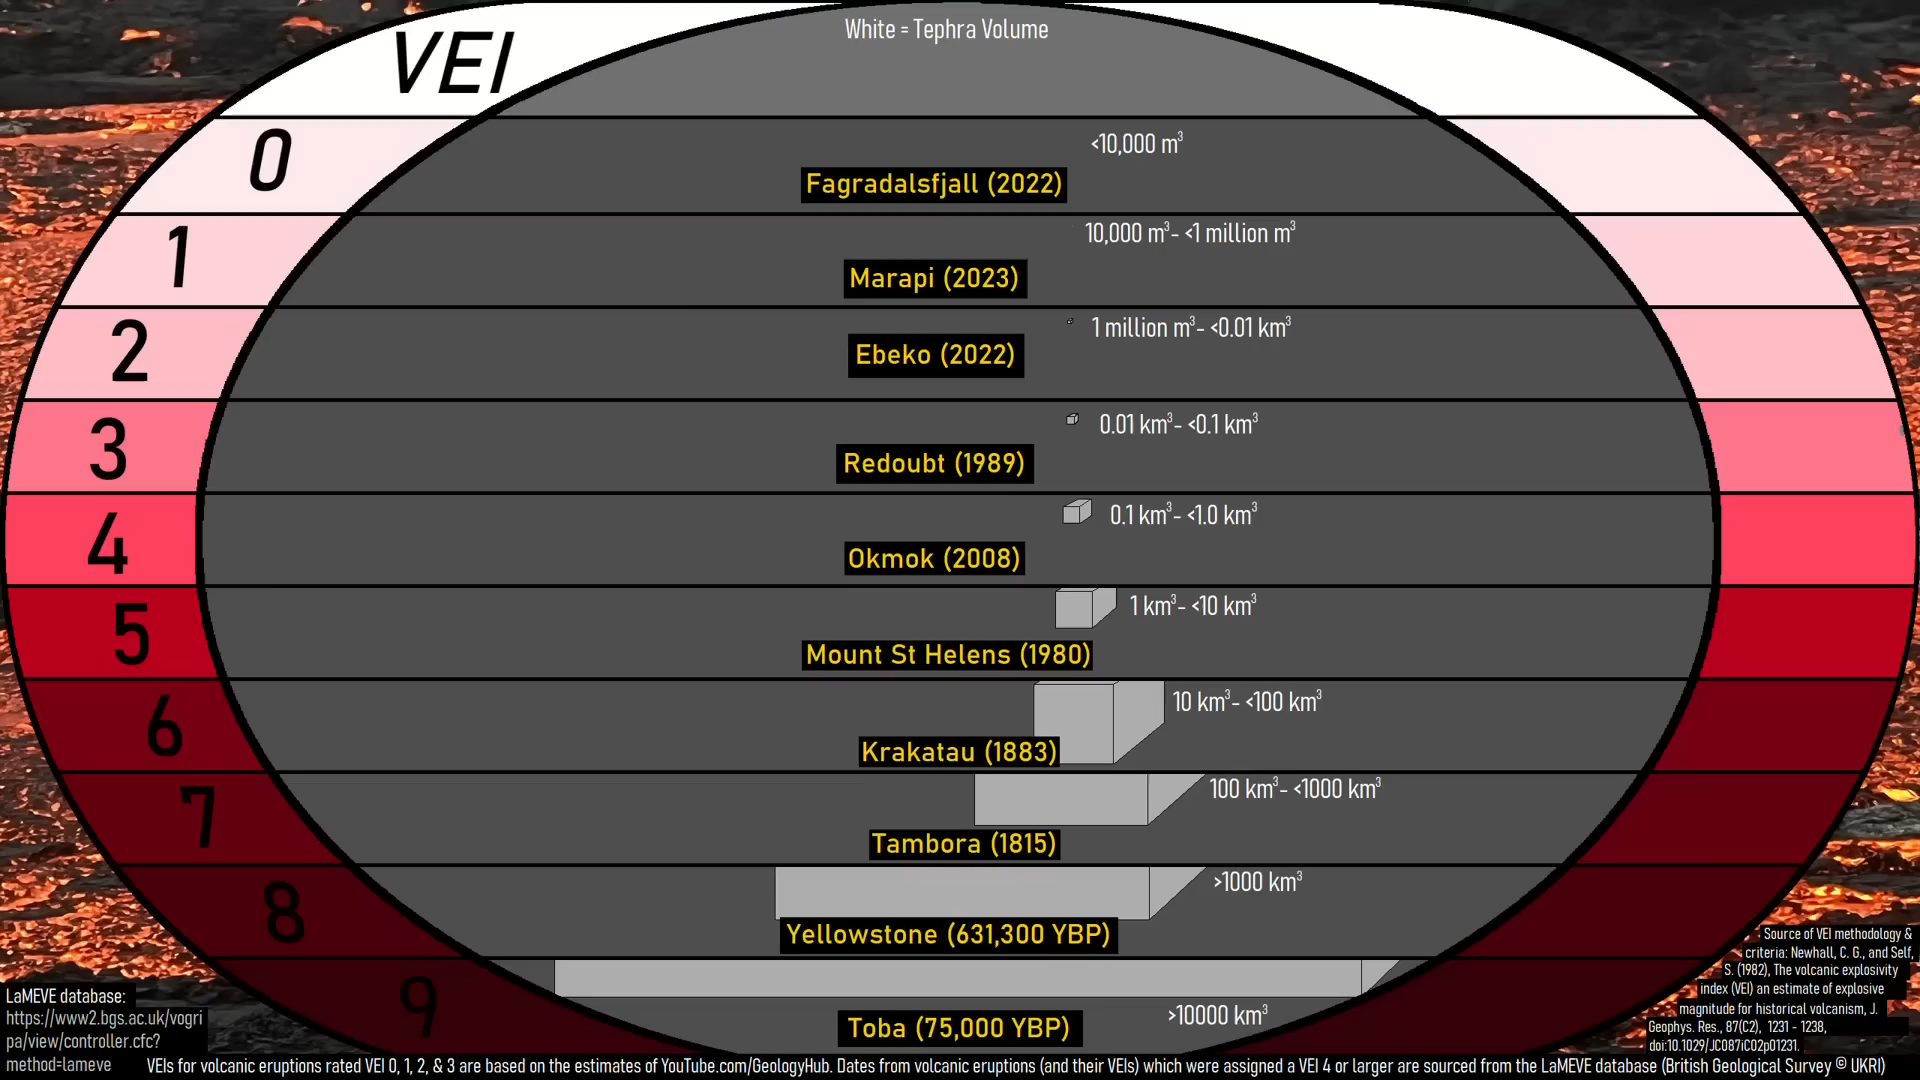 White = Tephra Volume
VEI
0
<10,000 m³
Fagradalsfjall (2022)
1
10,000 m³- <1 million m³
Marapi (2023)
2
1 million m³- <0.01 km³
Ebeko (2022)
3
0.01 km³- <0.1 km³
Redoubt (1989)
4
0.1 km³- <1.0 km³
Okmok (2008)
5
1 km³- <10 km³
Mount St Helens (1980)
6
10 km³- <100 km³
Krakatau (1883)
7
100 km³- <1000 km³
Tambora (1815)
8
>1000 km³
Yellowstone (631,300 YBP)
9
>10000 km³
Toba (75,000 YBP)
Source of VEI methodology &
criteria: Newhall, C. G., and Self,
S. (1982), The volcanic explosivity
index (VEI) an estimate of explosive
magnitude for historical volcanism, J.
Geophys. Res., 87(C2), 1231 - 1238,
doi:10.1029/JC087iC02p01231.
LaMEVE database:
https://www2.bgs.ac.uk/vogri
pa/view/controller.cfc?
method=lameve
VEIs for volcanic eruptions rated VEI 0, 1, 2, & 3 are based on the estimates of YouTube.com/GeologyHub. Dates from volcanic eruptions (and their VEIs) which were assigned a VEI 4 or larger are sourced from the LaMEVE database (British Geological Survey © UKRI)